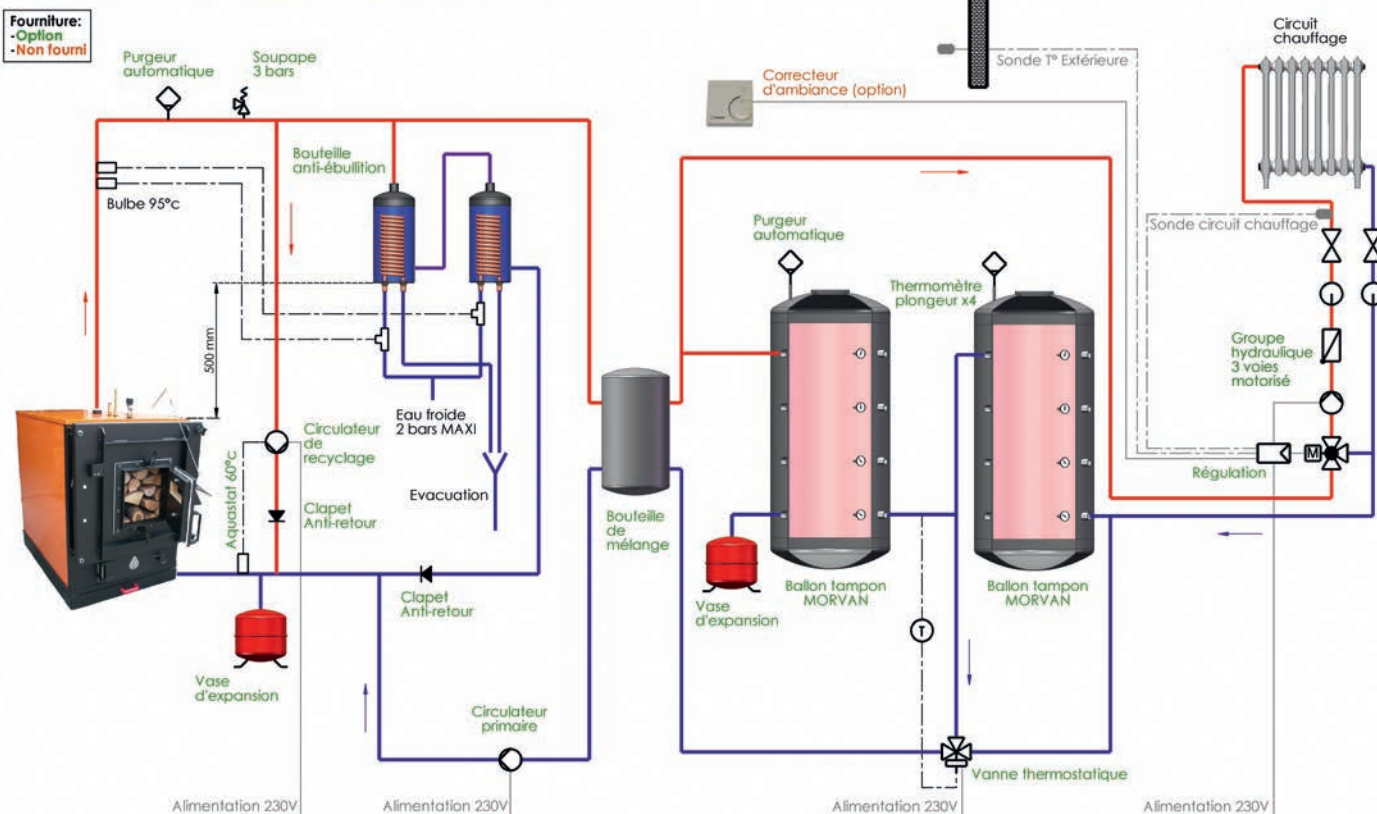 Fourniture:
-Option
-Non fourni
Purgeur
automatique
Soupape
3 bars
Bulbe 95°c
Bouteille
anti-ébullition
500 mm
Eau froide
2 bars MAXI
Evacuation
Circulateur
de
recyclage
Aquastat 60°c
Clapet
Anti-retour
Clapet
Anti-retour
Vase
d'expansion
Circulateur
primaire
Bouteille
de
mélange
Correcteur
d'ambiance (option)
Sonde T° Extérieure
Circuit
chauffage
Sonde circuit chauffage
Purgeur
automatique
Thermomètre
plongeur x4
Groupe
hydraulique
3 voies
motorisé
M
Régulation
Vase
d'expansion
Ballon tampon
MORVAN
Ballon tampon
MORVAN
T
Vanne thermostatique
Alimentation 230V
Alimentation 230V
Alimentation 230V
Alimentation 230V